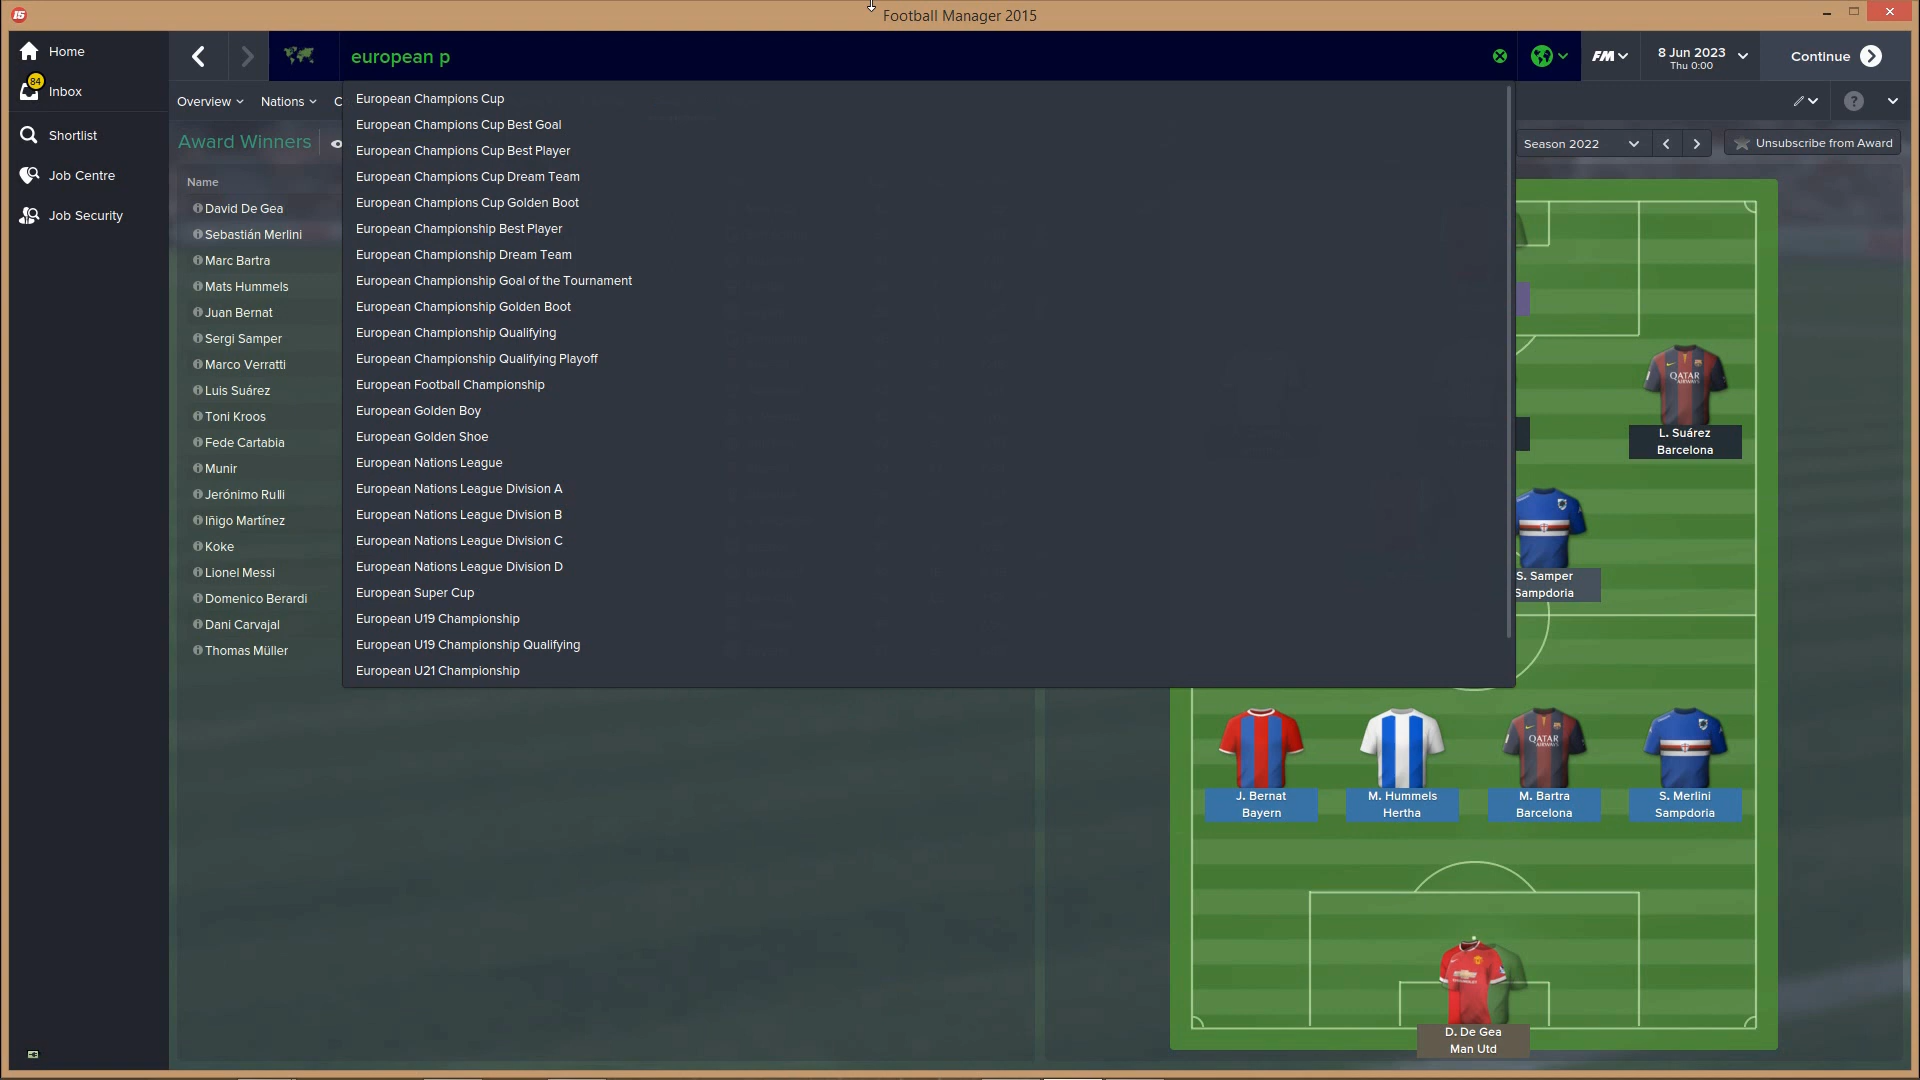 Football Manager 2015
Home
84
Inbox
Shortlist
Job Centre
Job Security
european p
FM
8 Jun 2023
Thu 0:00
Continue
Overview
Nations
C
?
Award Winners
Season 2022
Unsubscribe from Award
Name
David De Gea
Sebastián Merlini
Marc Bartra
Mats Hummels
Juan Bernat
Sergi Samper
Marco Verratti
Luis Suárez
Toni Kroos
Fede Cartabia
Munir
Jerónimo Rulli
Iñigo Martínez
Koke
Lionel Messi
Domenico Berardi
Dani Carvajal
Thomas Müller
European Champions Cup
European Champions Cup Best Goal
European Champions Cup Best Player
European Champions Cup Dream Team
European Champions Cup Golden Boot
European Championship Best Player
European Championship Dream Team
European Championship Goal of the Tournament
European Championship Golden Boot
European Championship Qualifying
European Championship Qualifying Playoff
European Football Championship
European Golden Boy
European Golden Shoe
European Nations League
European Nations League Division A
European Nations League Division B
European Nations League Division C
European Nations League Division D
European Super Cup
European U19 Championship
European U19 Championship Qualifying
European U21 Championship
QATAR
L. Suárez
Barcelona
S. Samper
Sampdoria
QATAR
J. Bernat
Bayern
M. Hummels
Hertha
M. Bartra
Barcelona
S. Merlini
Sampdoria
D. De Gea
Man Utd